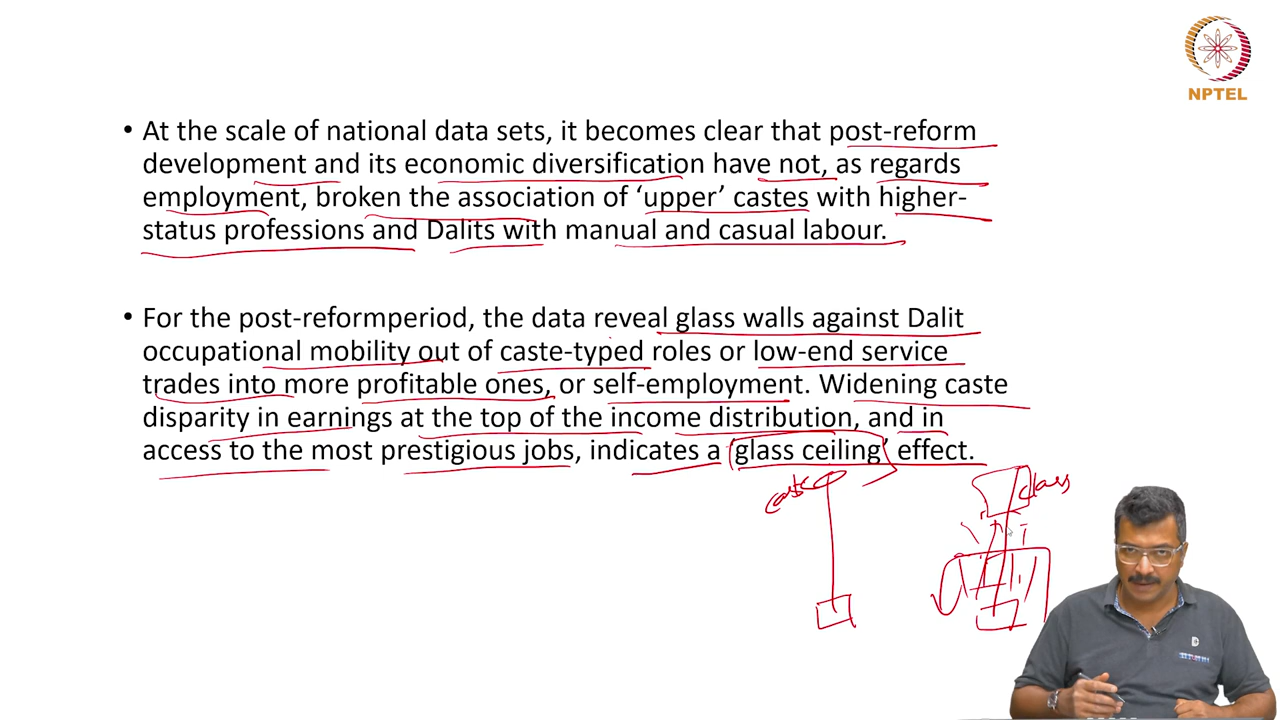 NPTEL
• At the scale of national data sets, it becomes clear that post-reform
development and its economic diversification have not, as regards
employment, broken the association of ‘upper’ castes with higher-
status professions and Dalits with manual and casual labour.
• For the post-reformperiod, the data reveal glass walls against Dalit
occupational mobility out of caste-typed roles or low-end service
trades into more profitable ones, or self-employment. Widening caste
disparity in earnings at the top of the income distribution, and in
access to the most prestigious jobs, indicates a ‘glass ceiling’ effect.
caste
class